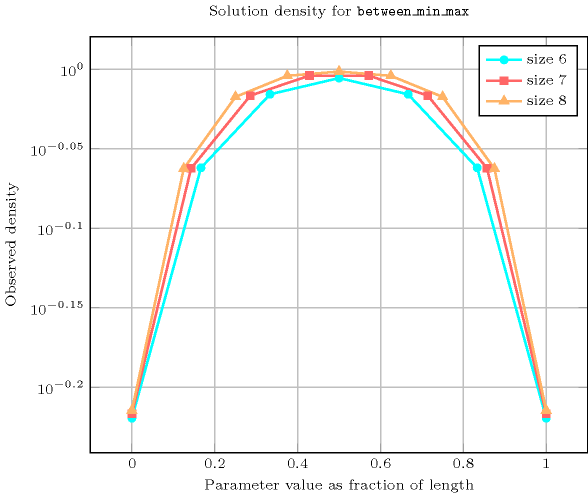 Solution density for between_min_max
size 6
size 7
size 8
10^0
10^−0.05
10^−0.1
10^−0.15
10^−0.2
Observed density
0 0.2 0.4 0.6 0.8 1
Parameter value as fraction of length